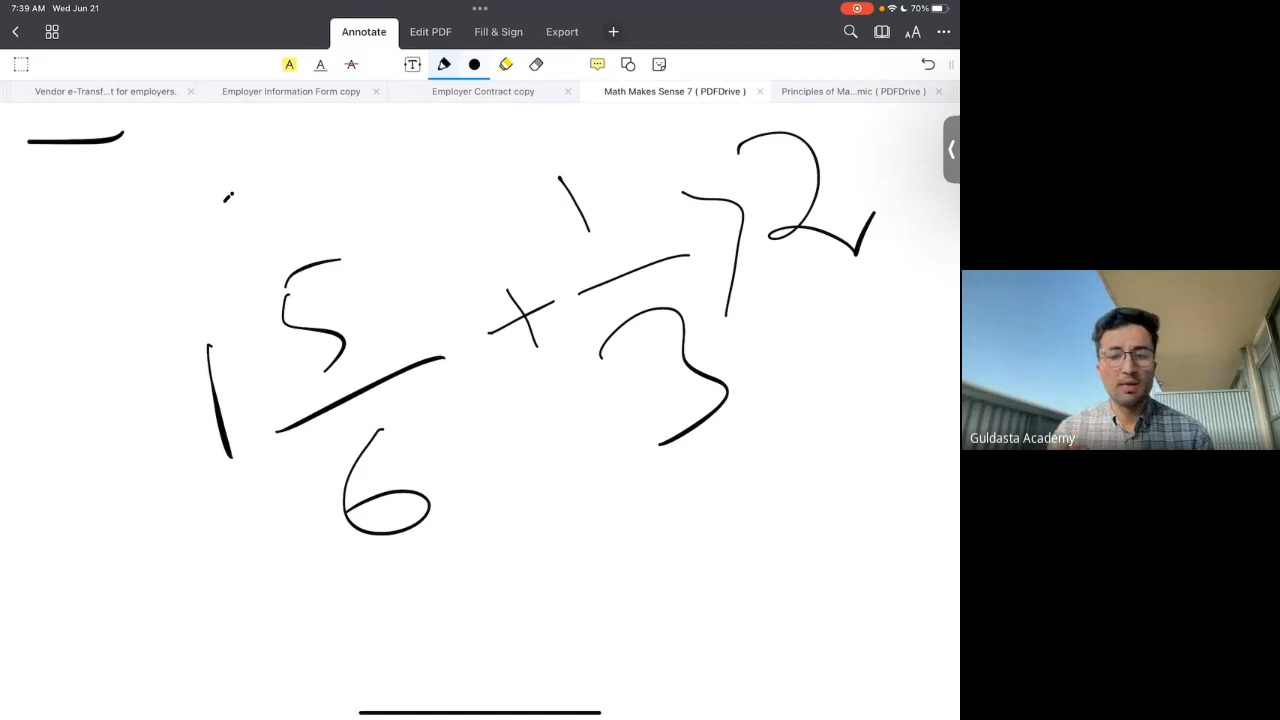 7:39 AM Wed Jun 21
70%
Annotate Edit PDF Fill & Sign Export +
A A A T
AA
Vendor e-Transf...t for employers. × Employer Information Form copy × Employer Contract copy × Math Makes Sense 7 ( PDFDrive ) × Principles of Ma...mic ( PDFDrive ) ×
1 5/6 + 1/3 72
Guldasta Academy